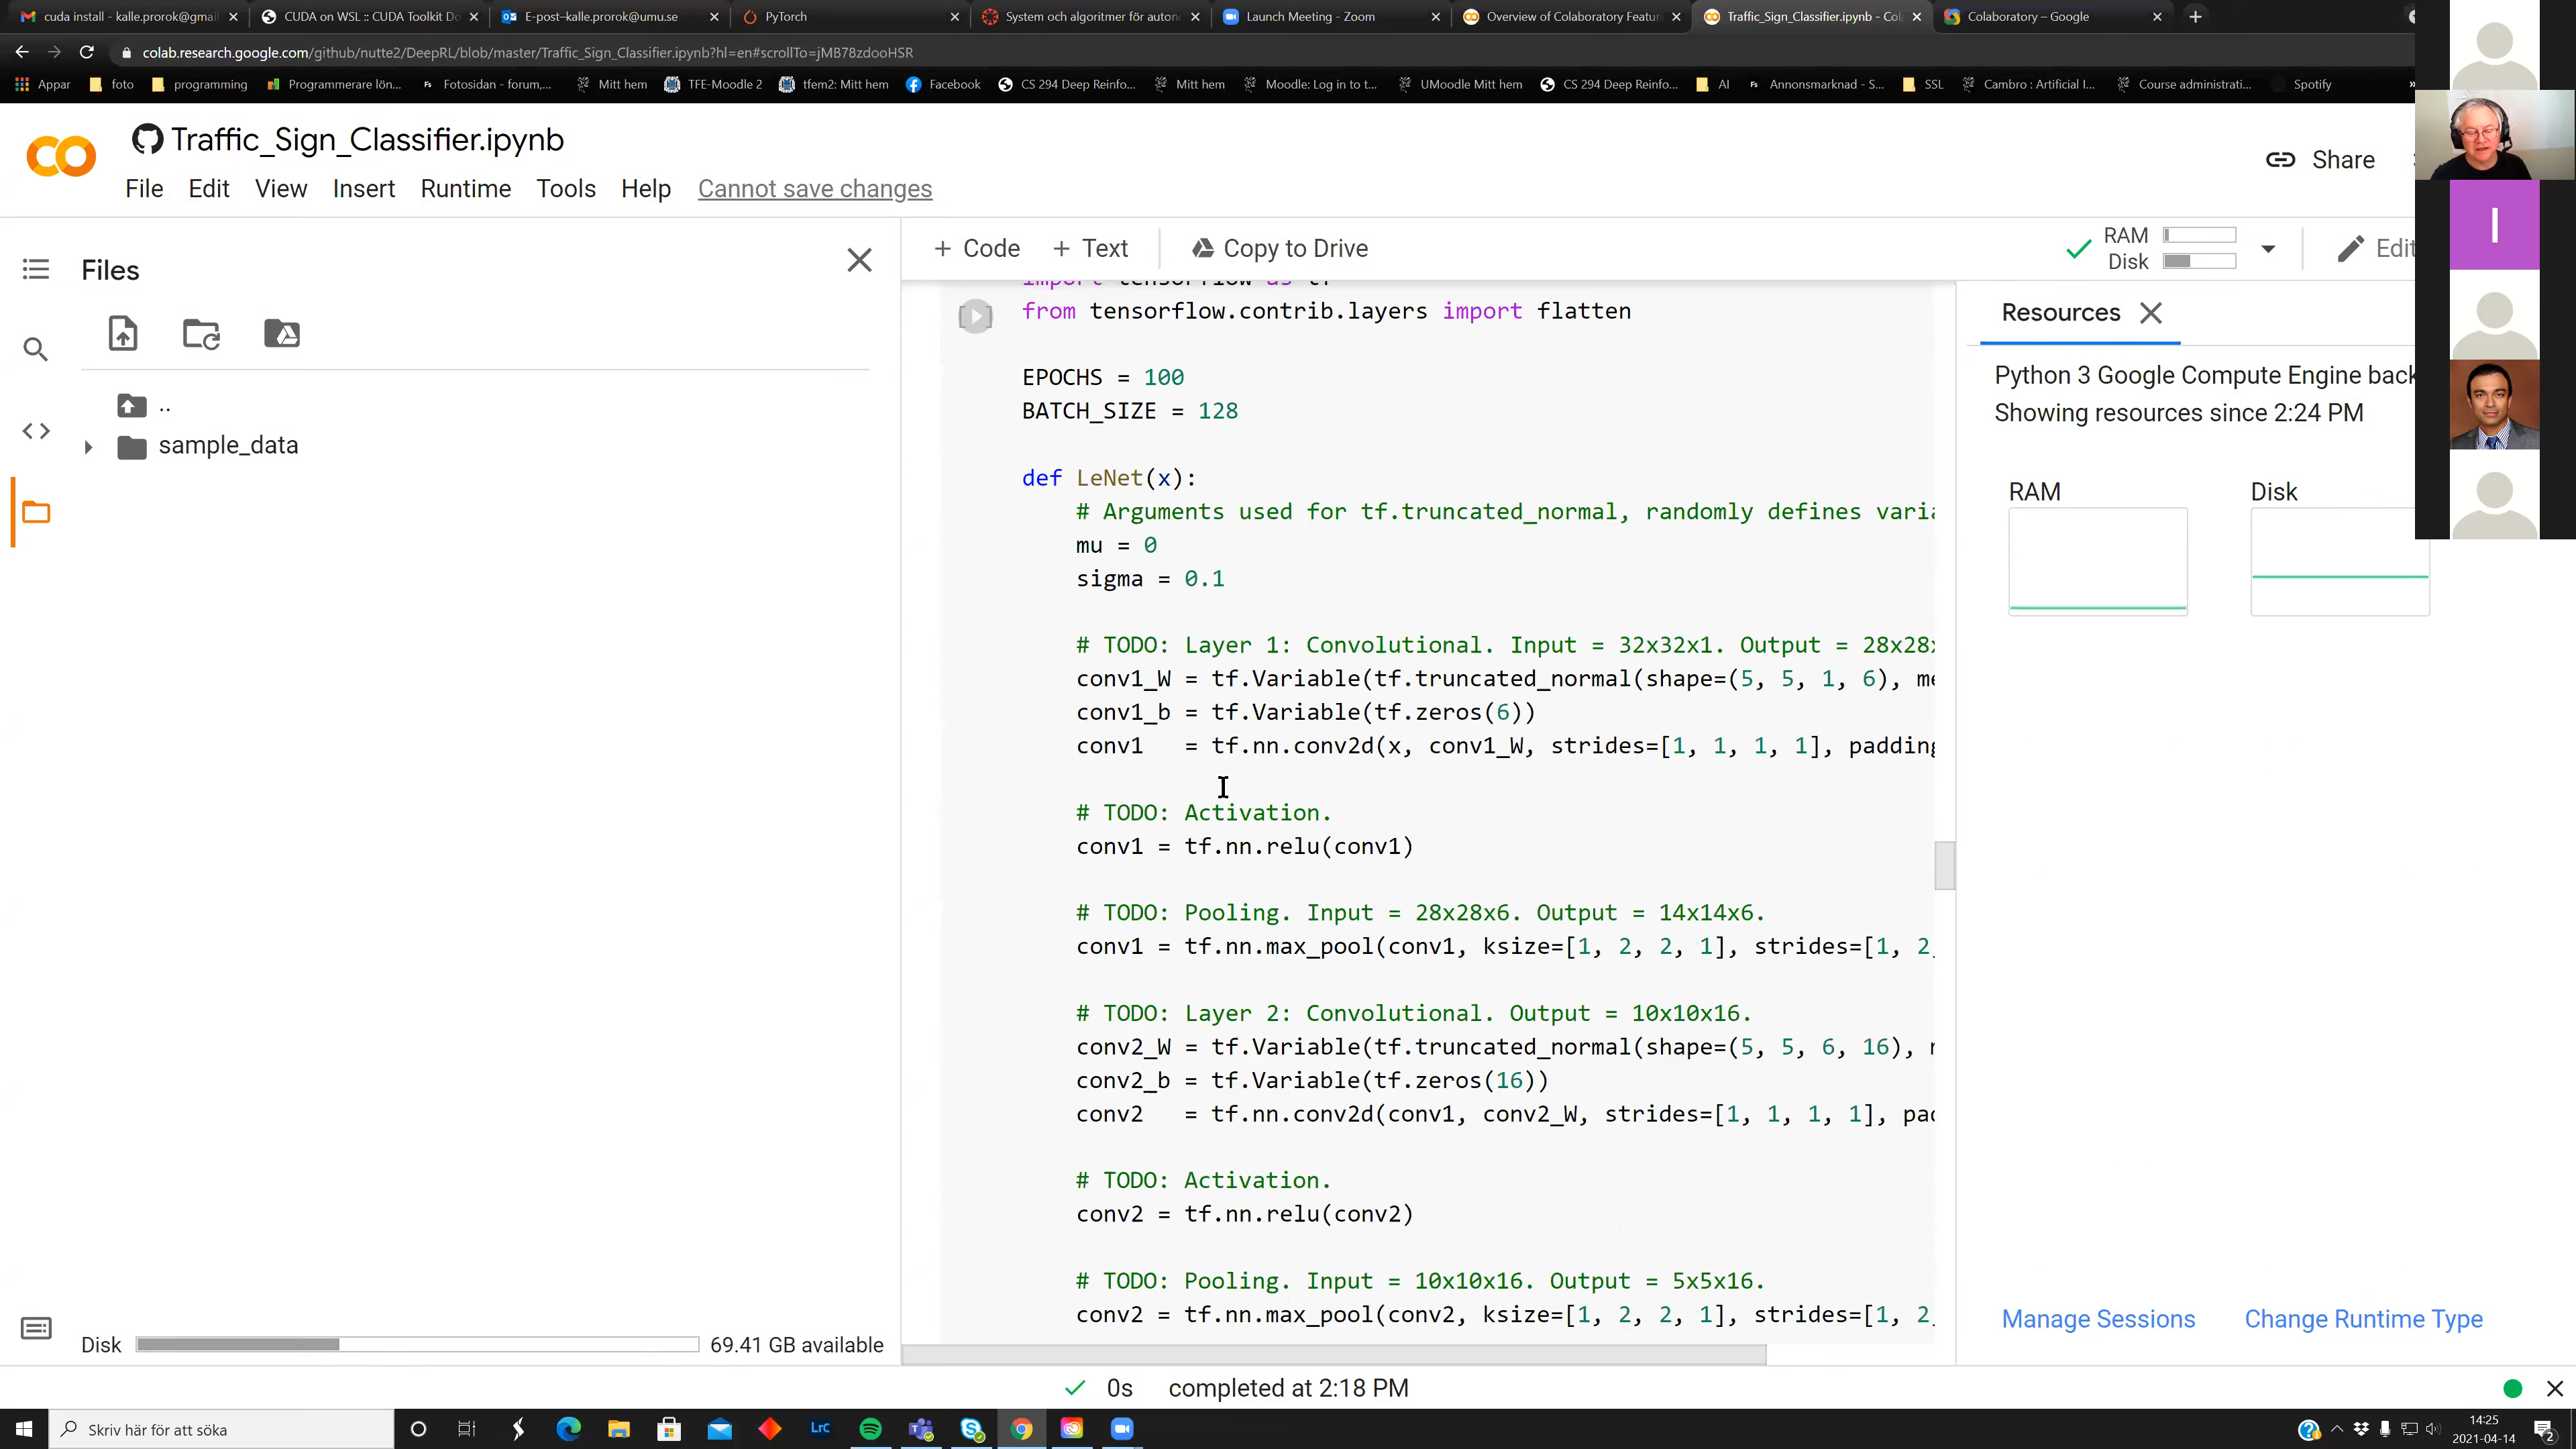 cuda install - kalle.prorok@gmail
CUDA on WSL :: CUDA Toolkit Do
E-post–kalle.prorok@umu.se
PyTorch
System och algoritmer för auton
Launch Meeting - Zoom
Overview of Colaboratory Featur
Traffic_Sign_Classifier.ipynb - Col
Colaboratory – Google
colab.research.google.com/github/nutte2/DeepRL/blob/master/Traffic_Sign_Classifier.ipynb?hl=en#scrollTo=jMB78zdooHSR
Appar
foto
programming
Programmerare lön...
Fs Fotosidan - forum,...
Mitt hem
TFE-Moodle 2
tfem2: Mitt hem
Facebook
CS 294 Deep Reinfo...
Mitt hem
Moodle: Log in to t...
UMoodle Mitt hem
CS 294 Deep Reinfo...
AI
Fs Annonsmarknad - S...
SSL
Cambro : Artificial I...
Course administrati...
Spotify
»
CO
Traffic_Sign_Classifier.ipynb
File Edit View Insert Runtime Tools Help Cannot save changes
Share
I
Files
+ Code + Text Copy to Drive
RAM
Disk
Edit
..
sample_data
Disk 69.41 GB available
import tensorflow as tf
from tensorflow.contrib.layers import flatten
EPOCHS = 100
BATCH_SIZE = 128
def LeNet(x):
# Arguments used for tf.truncated_normal, randomly defines varia
mu = 0
sigma = 0.1
# TODO: Layer 1: Convolutional. Input = 32x32x1. Output = 28x28x
conv1_W = tf.Variable(tf.truncated_normal(shape=(5, 5, 1, 6), me
conv1_b = tf.Variable(tf.zeros(6))
conv1 = tf.nn.conv2d(x, conv1_W, strides=[1, 1, 1, 1], padding
# TODO: Activation.
conv1 = tf.nn.relu(conv1)
# TODO: Pooling. Input = 28x28x6. Output = 14x14x6.
conv1 = tf.nn.max_pool(conv1, ksize=[1, 2, 2, 1], strides=[1, 2,
# TODO: Layer 2: Convolutional. Output = 10x10x16.
conv2_W = tf.Variable(tf.truncated_normal(shape=(5, 5, 6, 16), m
conv2_b = tf.Variable(tf.zeros(16))
conv2 = tf.nn.conv2d(conv1, conv2_W, strides=[1, 1, 1, 1], pad
# TODO: Activation.
conv2 = tf.nn.relu(conv2)
# TODO: Pooling. Input = 10x10x16. Output = 5x5x16.
conv2 = tf.nn.max_pool(conv2, ksize=[1, 2, 2, 1], strides=[1, 2,
Resources
Python 3 Google Compute Engine back
Showing resources since 2:24 PM
RAM
Disk
Manage Sessions
Change Runtime Type
0s completed at 2:18 PM
Skriv här för att söka
LrC
14:25
2021-04-14
2